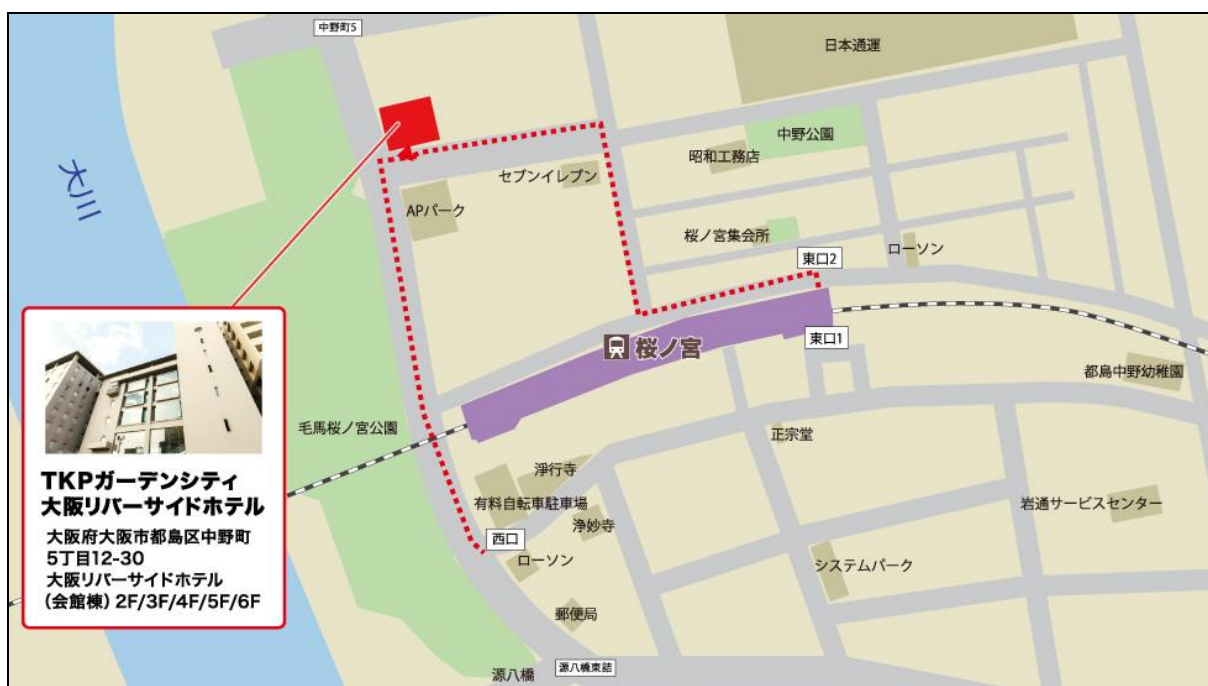 中野町5
日本通運
中野公園
昭和工務店
セブンイレブン
大川
APパーク
桜ノ宮集会所
東口2
ローソン
桜ノ宮
東口1
都島中野幼稚園
毛馬桜ノ宮公園
正宗堂
淨行寺
有料自転車駐車場
浄妙寺
岩通サービスセンター
西口
ローソン
システムパーク
郵便局
源八橋
源八橋東詰
TKPガーデンシティ
大阪リバーサイドホテル
大阪府大阪市都島区中野町
5丁目12-30
大阪リバーサイドホテル
(会館棟) 2F/3F/4F/5F/6F